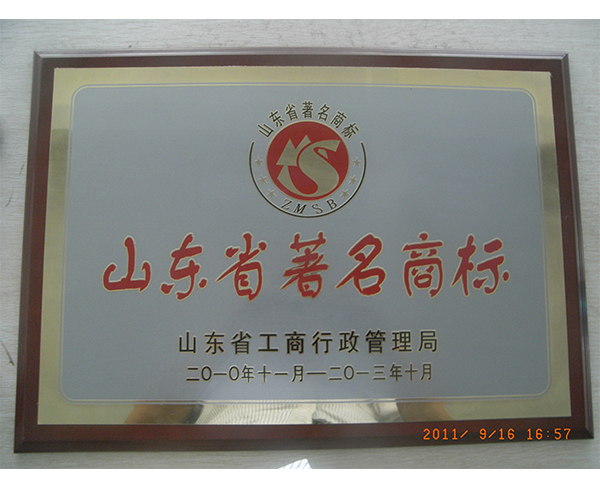 山东省著名商标
ZMSB
山东省著名商标
山东省工商行政管理局
二〇一〇年十一月—二〇一三年十月
2011/ 9/16 16:57